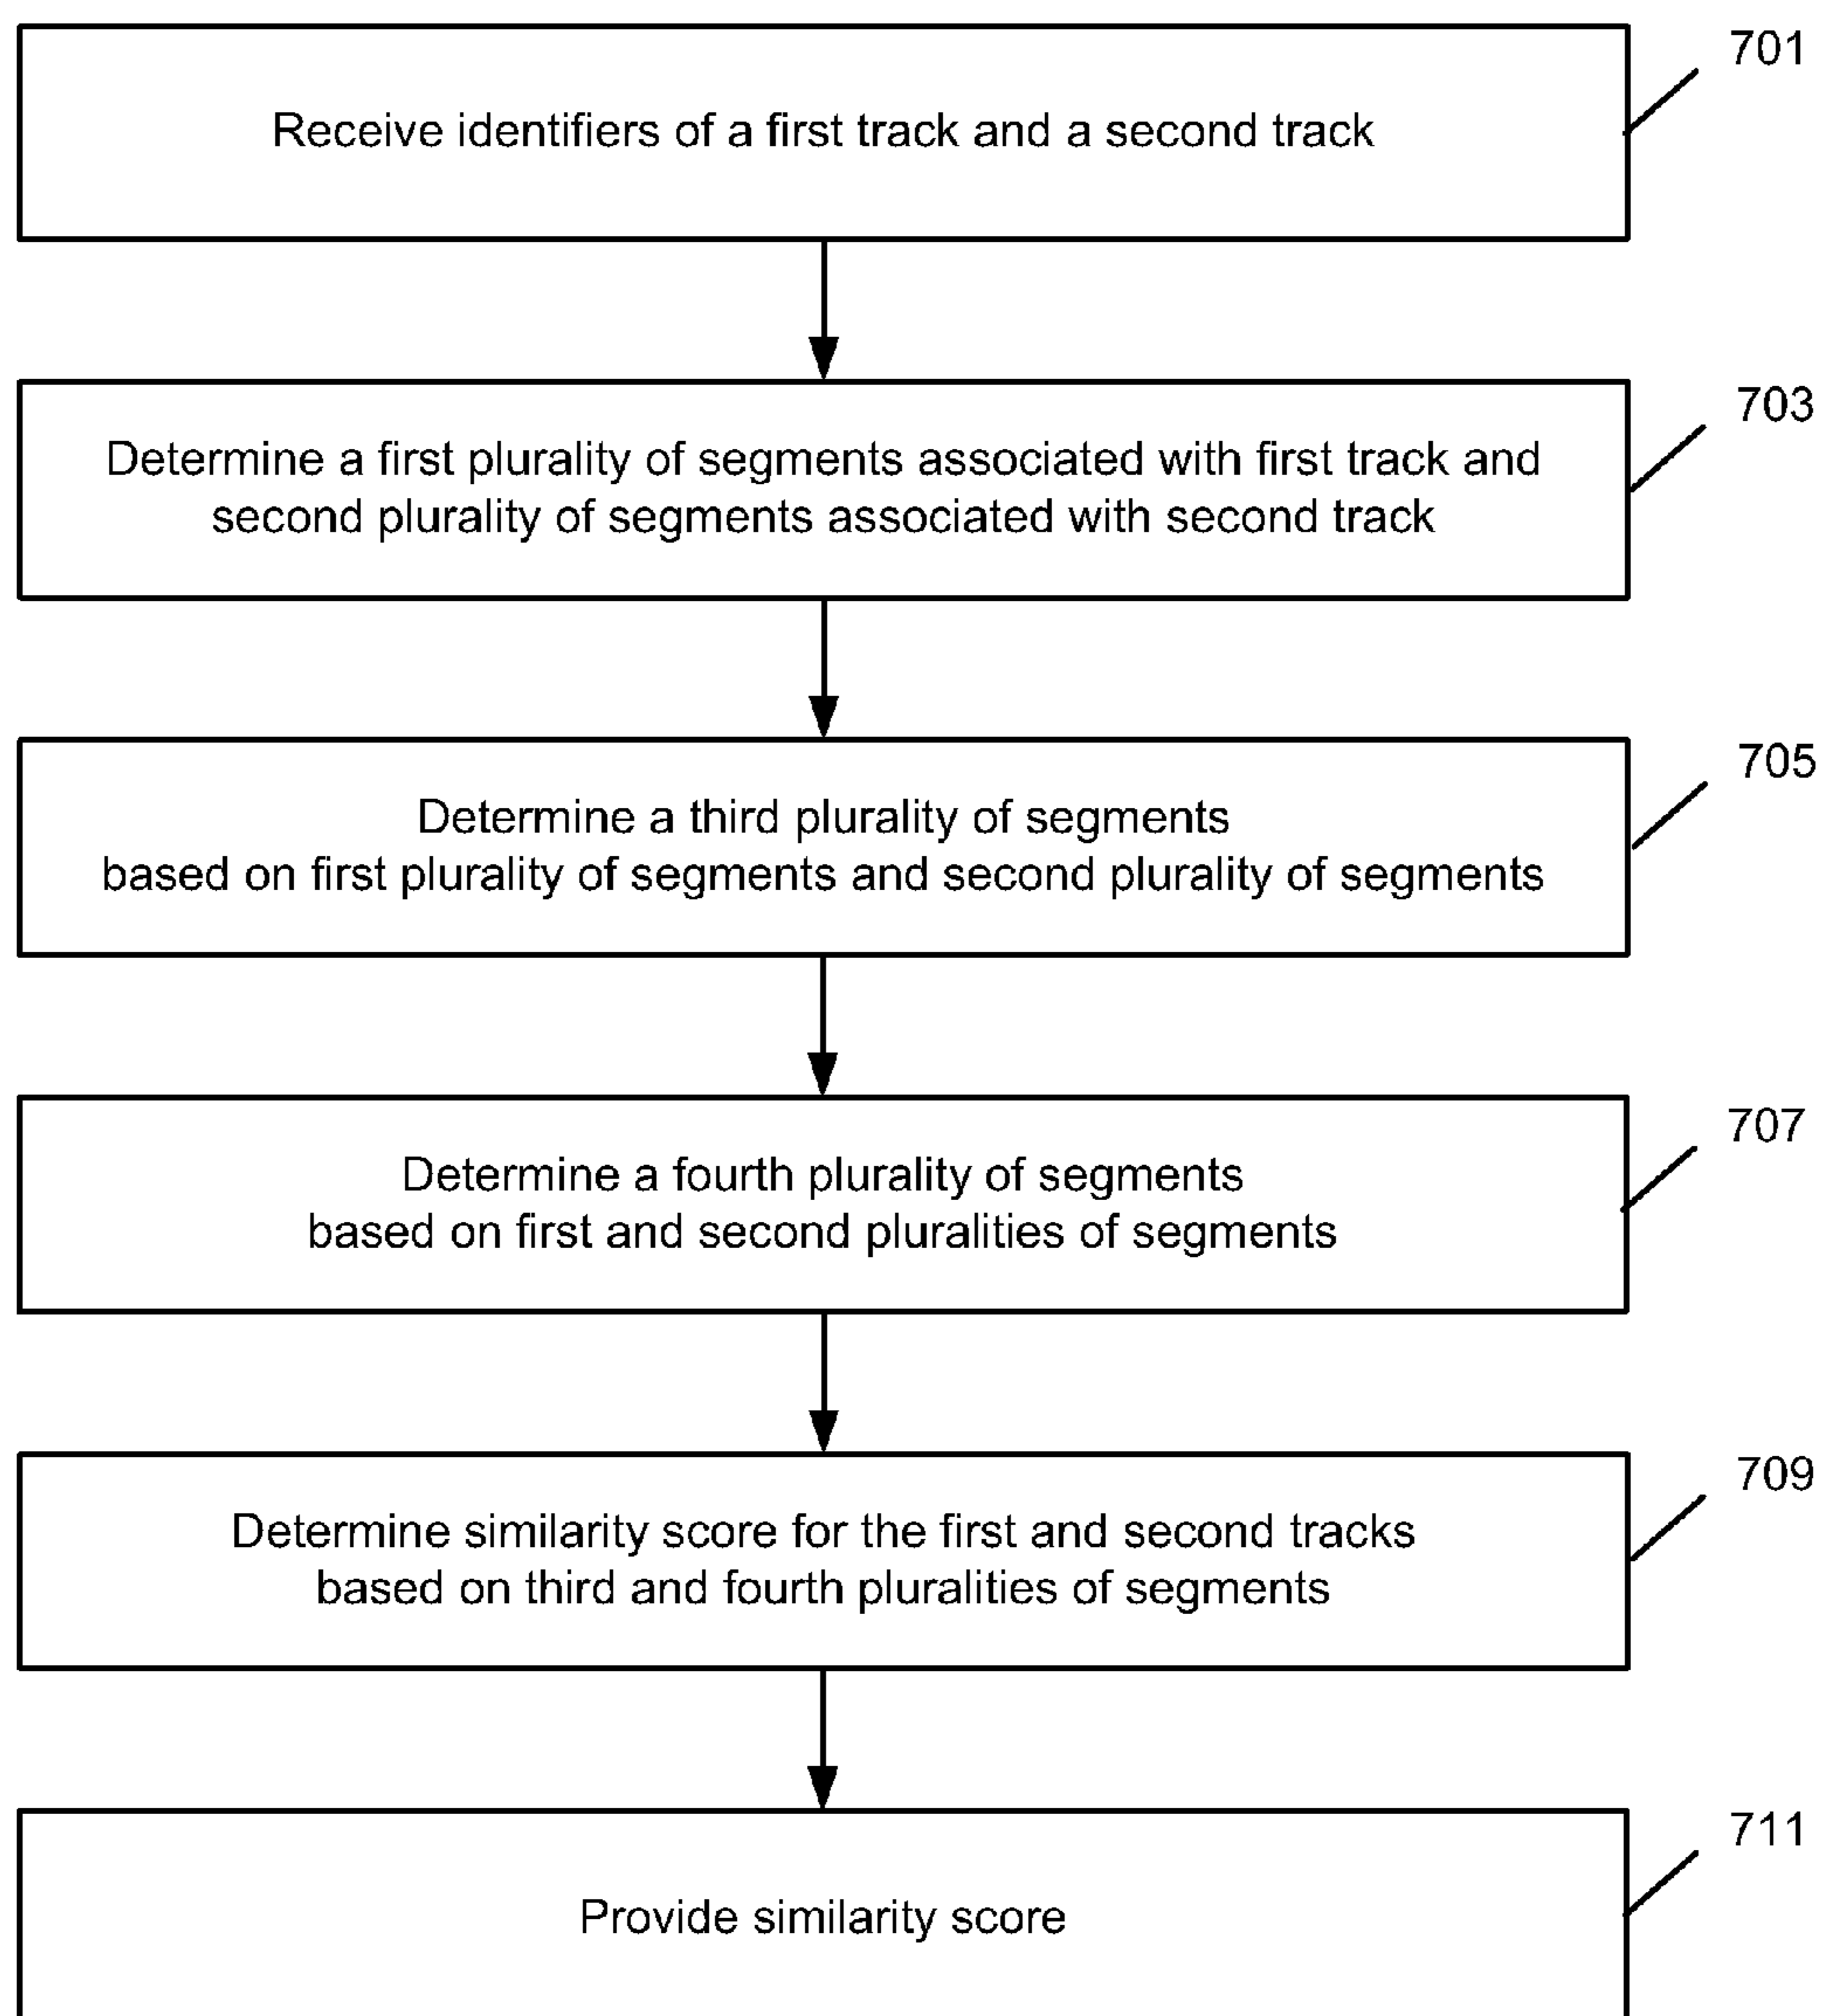 701
Receive identifiers of a first track and a second track
703
Determine a first plurality of segments associated with first track and
second plurality of segments associated with second track
705
Determine a third plurality of segments
based on first plurality of segments and second plurality of segments
707
Determine a fourth plurality of segments
based on first and second pluralities of segments
709
Determine similarity score for the first and second tracks
based on third and fourth pluralities of segments
711
Provide similarity score